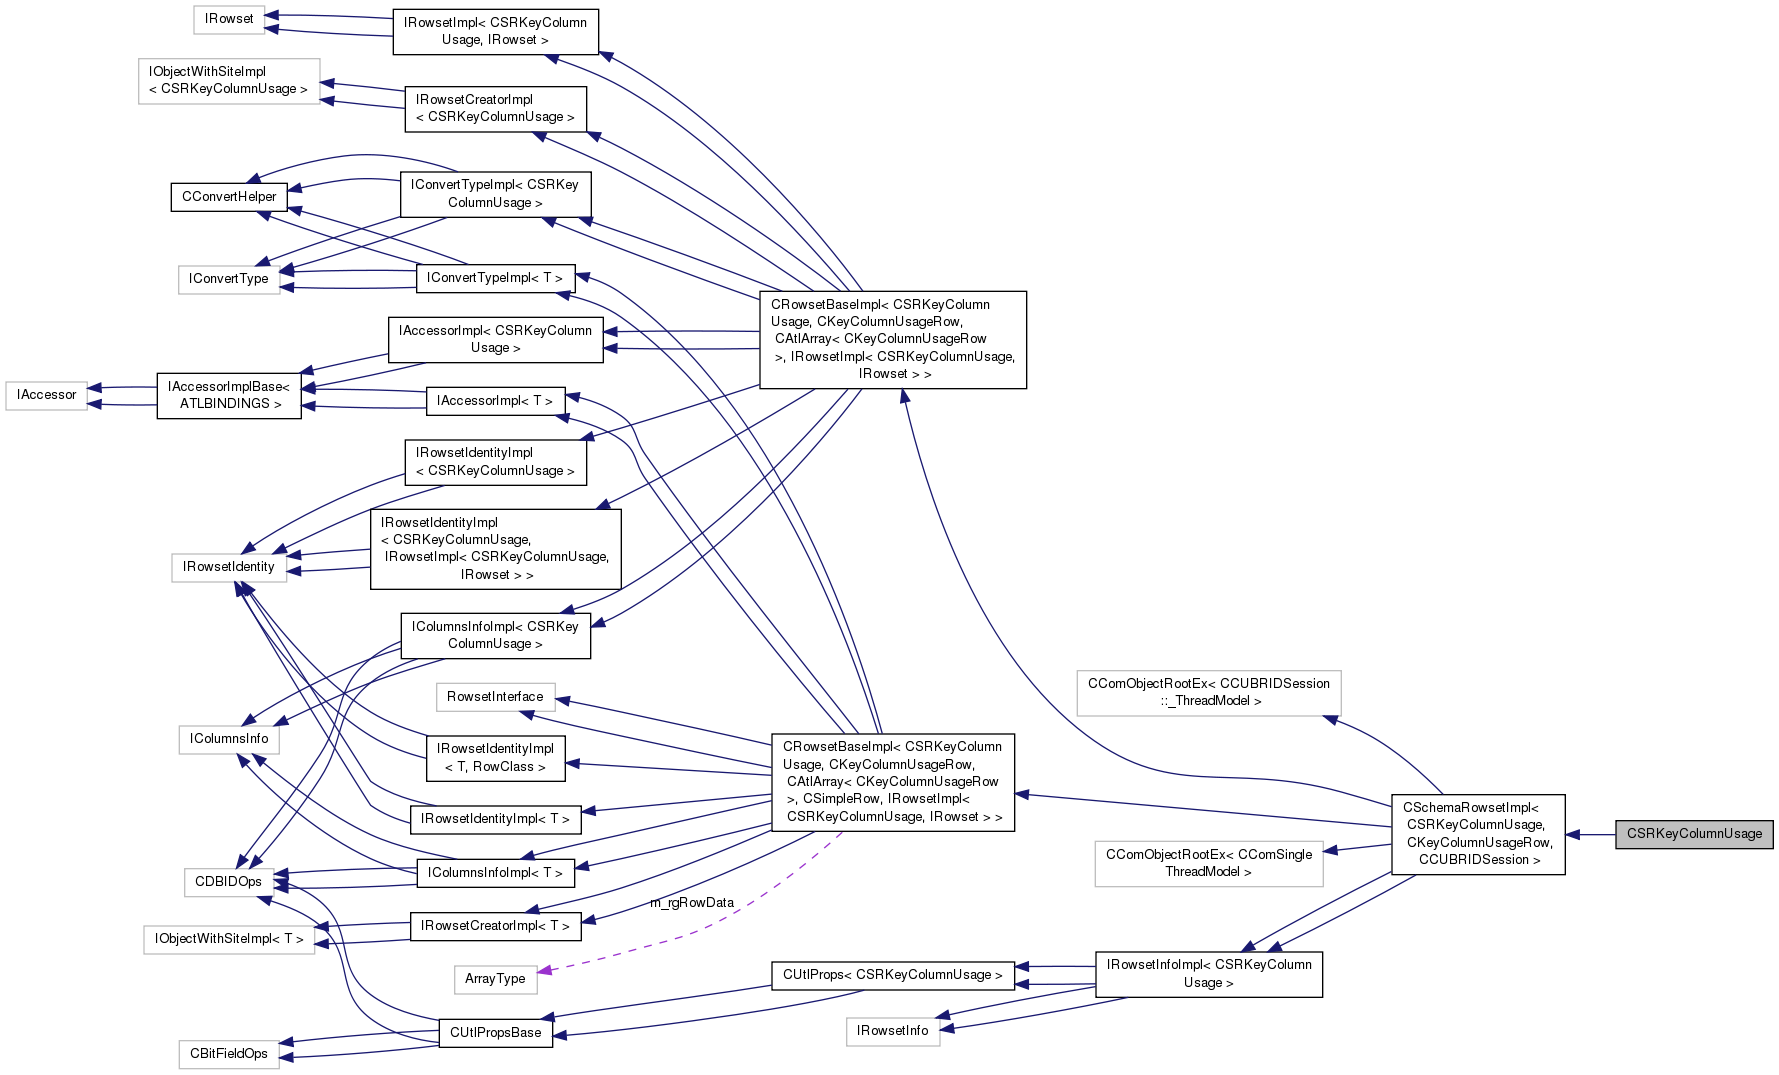 IRowset
IRowsetImpl< CSRKeyColumn
Usage, IRowset >
IObjectWithSiteImpl
< CSRKeyColumnUsage >
IRowsetCreatorImpl
< CSRKeyColumnUsage >
CConvertHelper
IConvertTypeImpl< CSRKey
ColumnUsage >
IConvertType
IConvertTypeImpl< T >
CRowsetBaseImpl< CSRKeyColumn
Usage, CKeyColumnUsageRow,
CAtlArray< CKeyColumnUsageRow
>, IRowsetImpl< CSRKeyColumnUsage,
IRowset > >
IAccessorImpl< CSRKeyColumn
Usage >
IAccessor
IAccessorImplBase<
ATLBINDINGS >
IAccessorImpl< T >
IRowsetIdentityImpl
< CSRKeyColumnUsage >
IRowsetIdentityImpl
< CSRKeyColumnUsage,
IRowsetImpl< CSRKeyColumnUsage,
IRowset > >
IRowsetIdentity
IColumnsInfoImpl< CSRKey
ColumnUsage >
RowsetInterface
CComObjectRootEx< CCUBRIDSession
::_ThreadModel >
IColumnsInfo
IRowsetIdentityImpl
< T, RowClass >
CRowsetBaseImpl< CSRKeyColumn
Usage, CKeyColumnUsageRow,
CAtlArray< CKeyColumnUsageRow
>, CSimpleRow, IRowsetImpl<
CSRKeyColumnUsage, IRowset > >
IRowsetIdentityImpl< T >
CSchemaRowsetImpl<
CSRKeyColumnUsage,
CKeyColumnUsageRow,
CCUBRIDSession >
CSRKeyColumnUsage
CComObjectRootEx< CComSingle
ThreadModel >
CDBIDOps
IColumnsInfoImpl< T >
m_rgRowData
IObjectWithSiteImpl< T >
IRowsetCreatorImpl< T >
ArrayType
CUtlProps< CSRKeyColumnUsage >
IRowsetInfoImpl< CSRKeyColumn
Usage >
IRowsetInfo
CUtlPropsBase
CBitFieldOps